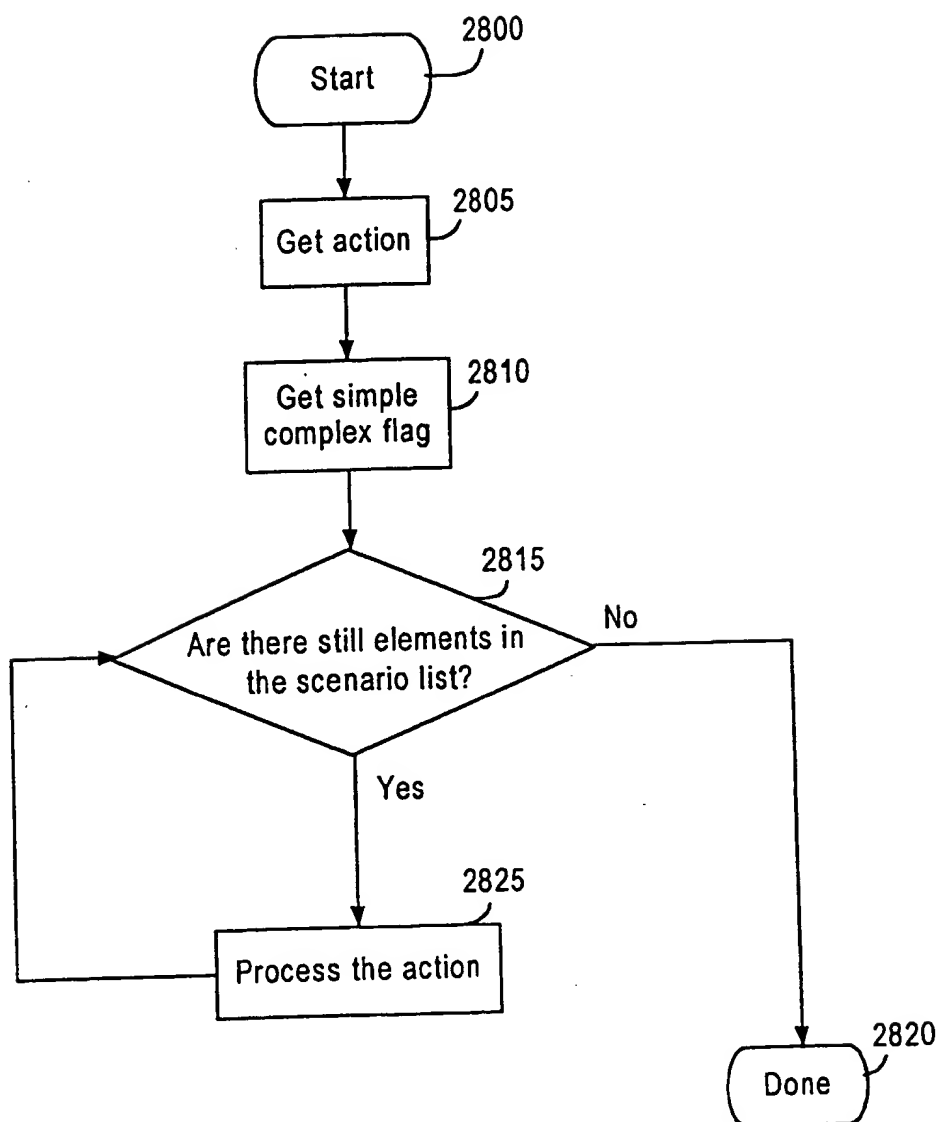 2800
Start
2805
Get action
2810
Get simple
complex flag
2815
Are there still elements in
the scenario list?
No
Yes
2825
Process the action
2820
Done